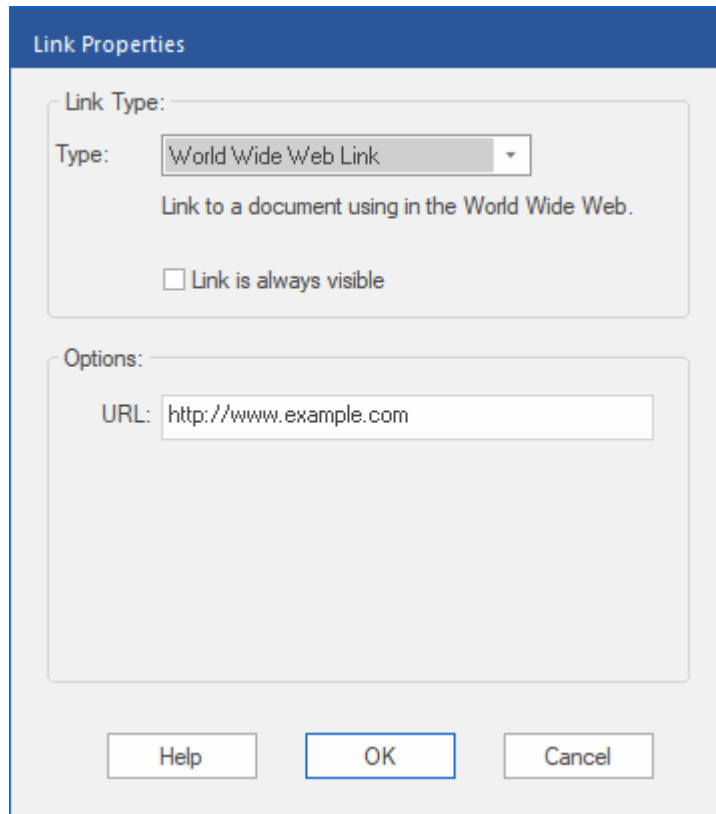 Link Properties
Link Type:
Type: World Wide Web Link
Link to a document using in the World Wide Web.
Link is always visible
Options:
URL: http://www.example.com
Help OK Cancel